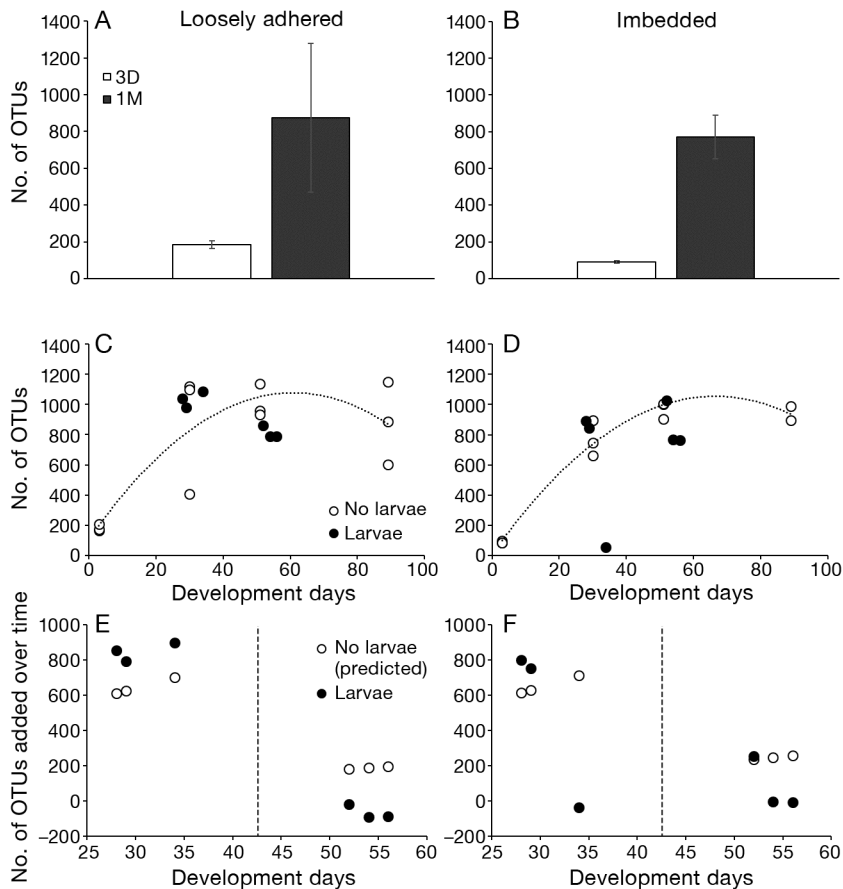 A Loosely adhered
B Imbedded
No. of OTUs
1400
1200
1000
800
600
400
200
0
3D
1M
1400
1200
1000
800
600
400
200
0
C
No. of OTUs
1400
1200
1000
800
600
400
200
0
No larvae
Larvae
0 20 40 60 80 100
Development days
D
1400
1200
1000
800
600
400
200
0
0 20 40 60 80 100
Development days
E
No. of OTUs added over time
1000
800
600
400
200
0
−200
No larvae
(predicted)
Larvae
25 30 35 40 45 50 55 60
Development days
F
1000
800
600
400
200
0
−200
25 30 35 40 45 50 55 60
Development days